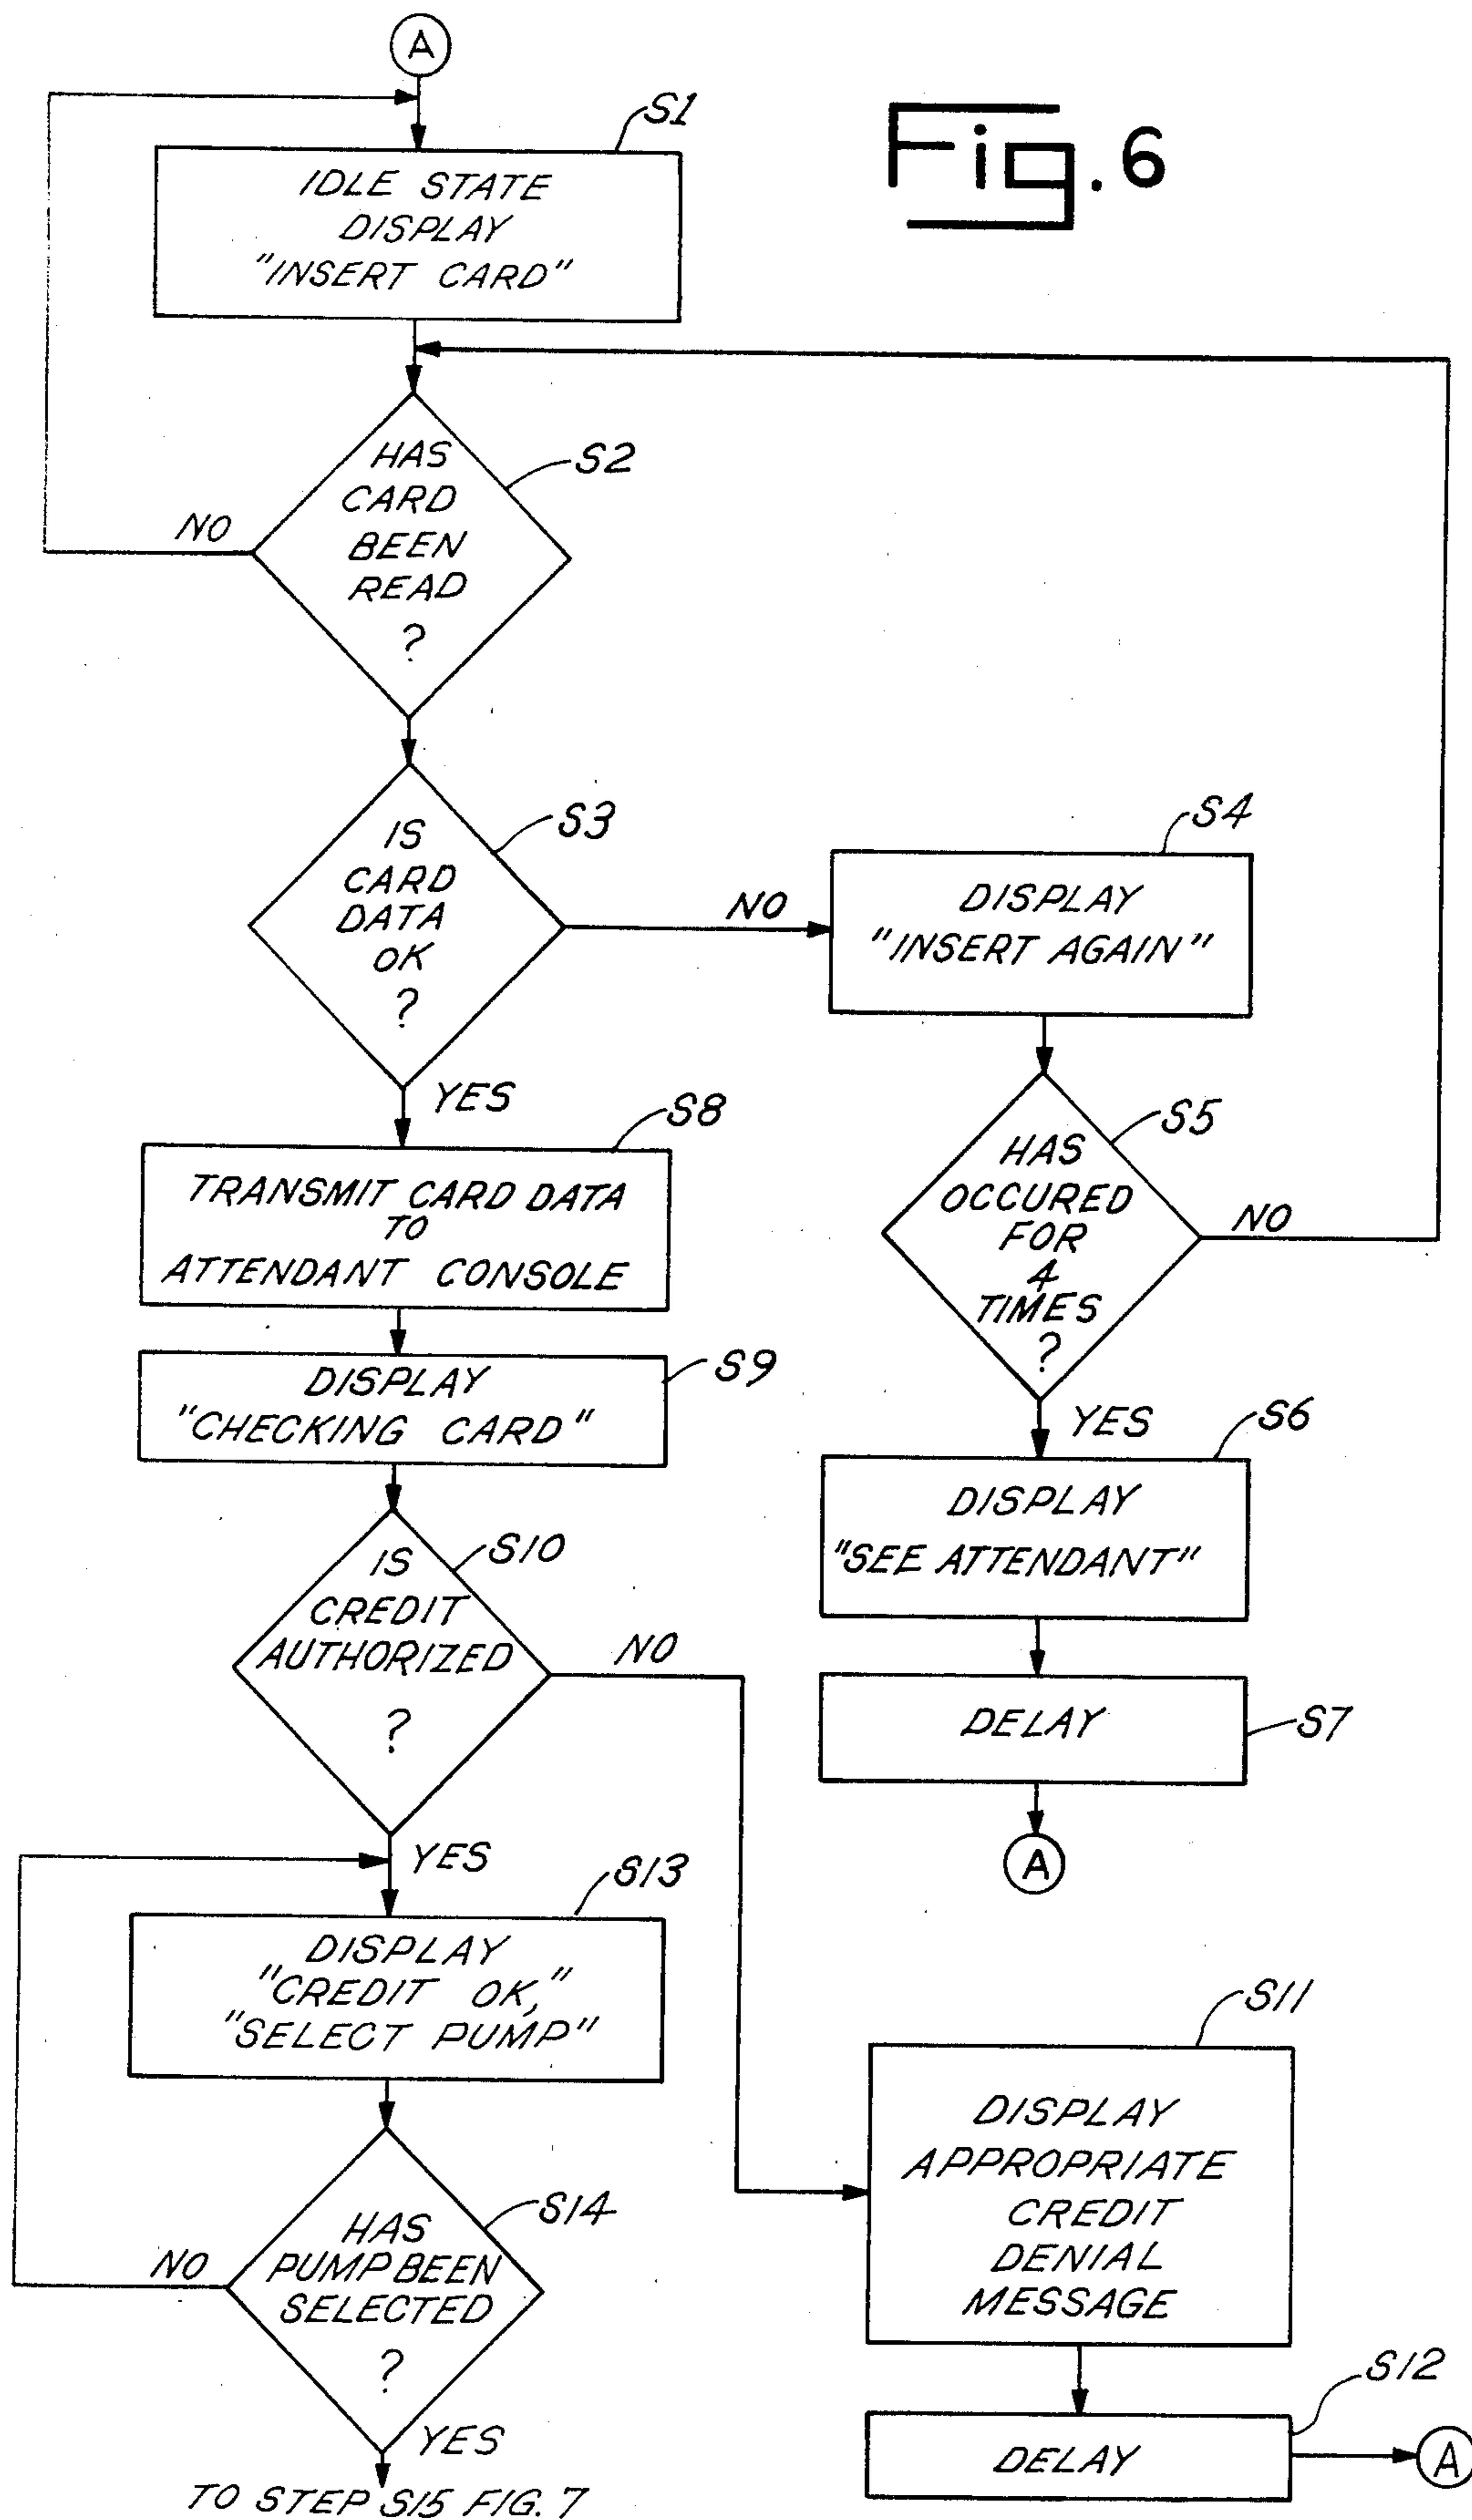 A
Fig. 6
S1
IDLE STATE
DISPLAY
"INSERT CARD"
S2
HAS
CARD
BEEN
READ
?
NO
S3
IS
CARD
DATA
OK
?
NO
YES
S4
DISPLAY
"INSERT AGAIN"
S5
HAS
OCCURED
FOR
4
TIMES
?
NO
YES
S6
DISPLAY
"SEE ATTENDANT"
DELAY
S7
A
S8
TRANSMIT CARD DATA
TO
ATTENDANT CONSOLE
S9
DISPLAY
"CHECKING CARD"
S10
IS
CREDIT
AUTHORIZED
?
NO
YES
S13
DISPLAY
"CREDIT OK,"
"SELECT PUMP"
S14
HAS
PUMP BEEN
SELECTED
?
NO
YES
TO STEP S15 FIG. 7
S11
DISPLAY
APPROPRIATE
CREDIT
DENIAL
MESSAGE
S12
DELAY
A